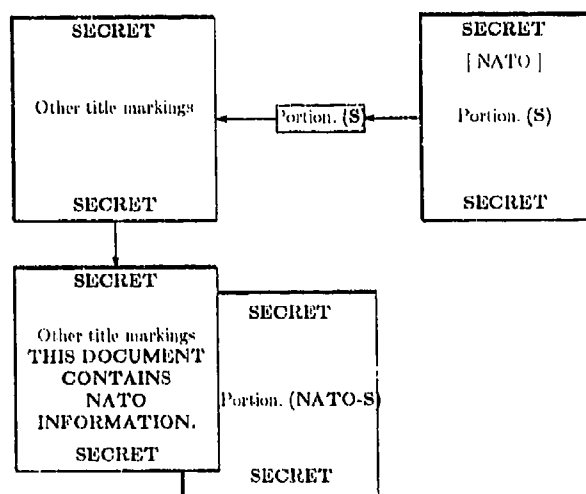 SECRET
Other title markings
SECRET
Portion. (S)
SECRET
[ NATO ]
Portion. (S)
SECRET
SECRET
Other title markings
THIS DOCUMENT
CONTAINS
NATO
INFORMATION.
SECRET
SECRET
Portion. (NATO-S)
SECRET